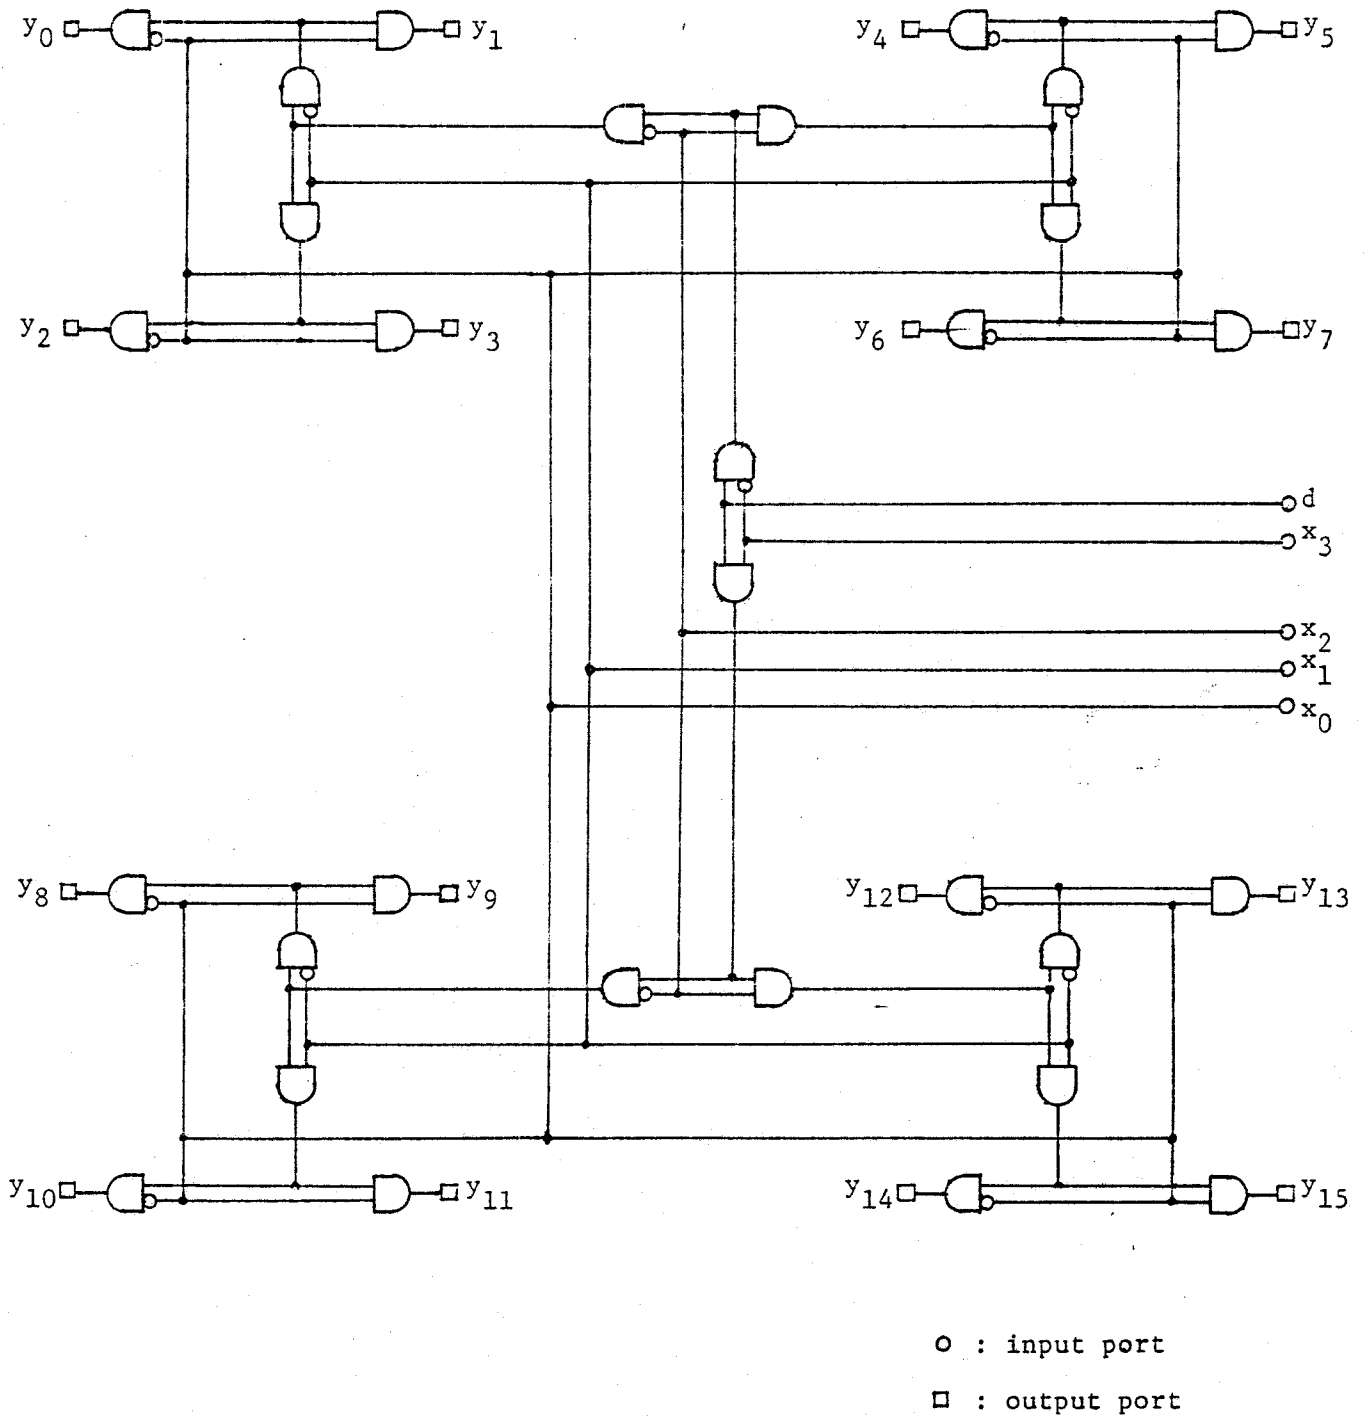 y0 y1 y4 y5
y2 y3 y6 y7
d
x3
x2
x1
x0
y8 y9 y12 y13
y10 y11 y14 y15
: input port
: output port